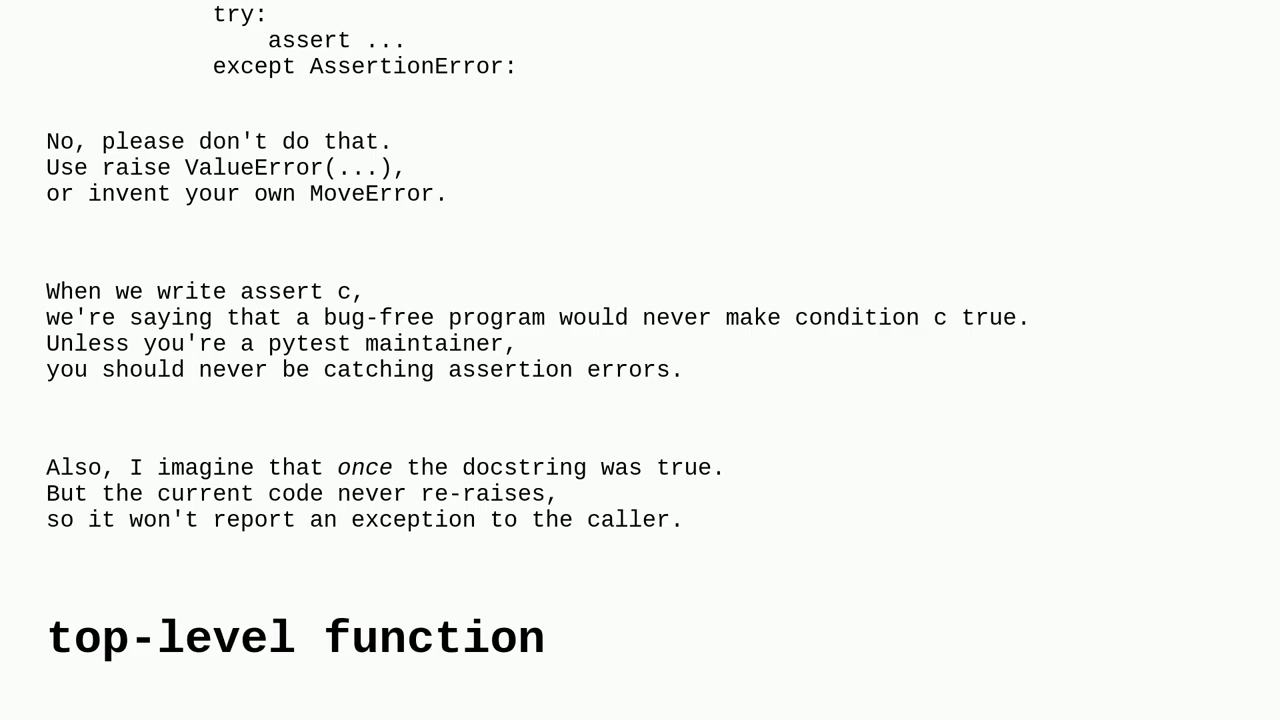 try:
    assert ...
except AssertionError:
No, please don't do that.
Use raise ValueError(...),
or invent your own MoveError.
When we write assert c,
we're saying that a bug-free program would never make condition c true.
Unless you're a pytest maintainer,
you should never be catching assertion errors.
Also, I imagine that once the docstring was true.
But the current code never re-raises,
so it won't report an exception to the caller.
top-level function